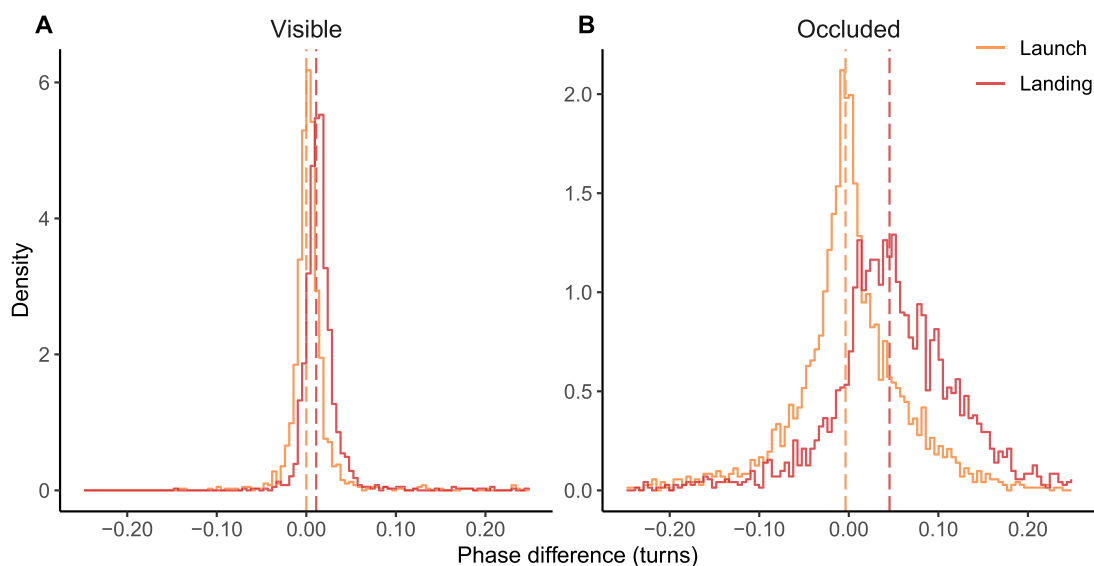 A
Visible
B
Occluded
Launch
Landing
Density
6
4
2
0
2.0
1.5
1.0
0.5
0.0
−0.20
−0.10
0.00
0.10
0.20
−0.20
−0.10
0.00
0.10
0.20
Phase difference (turns)